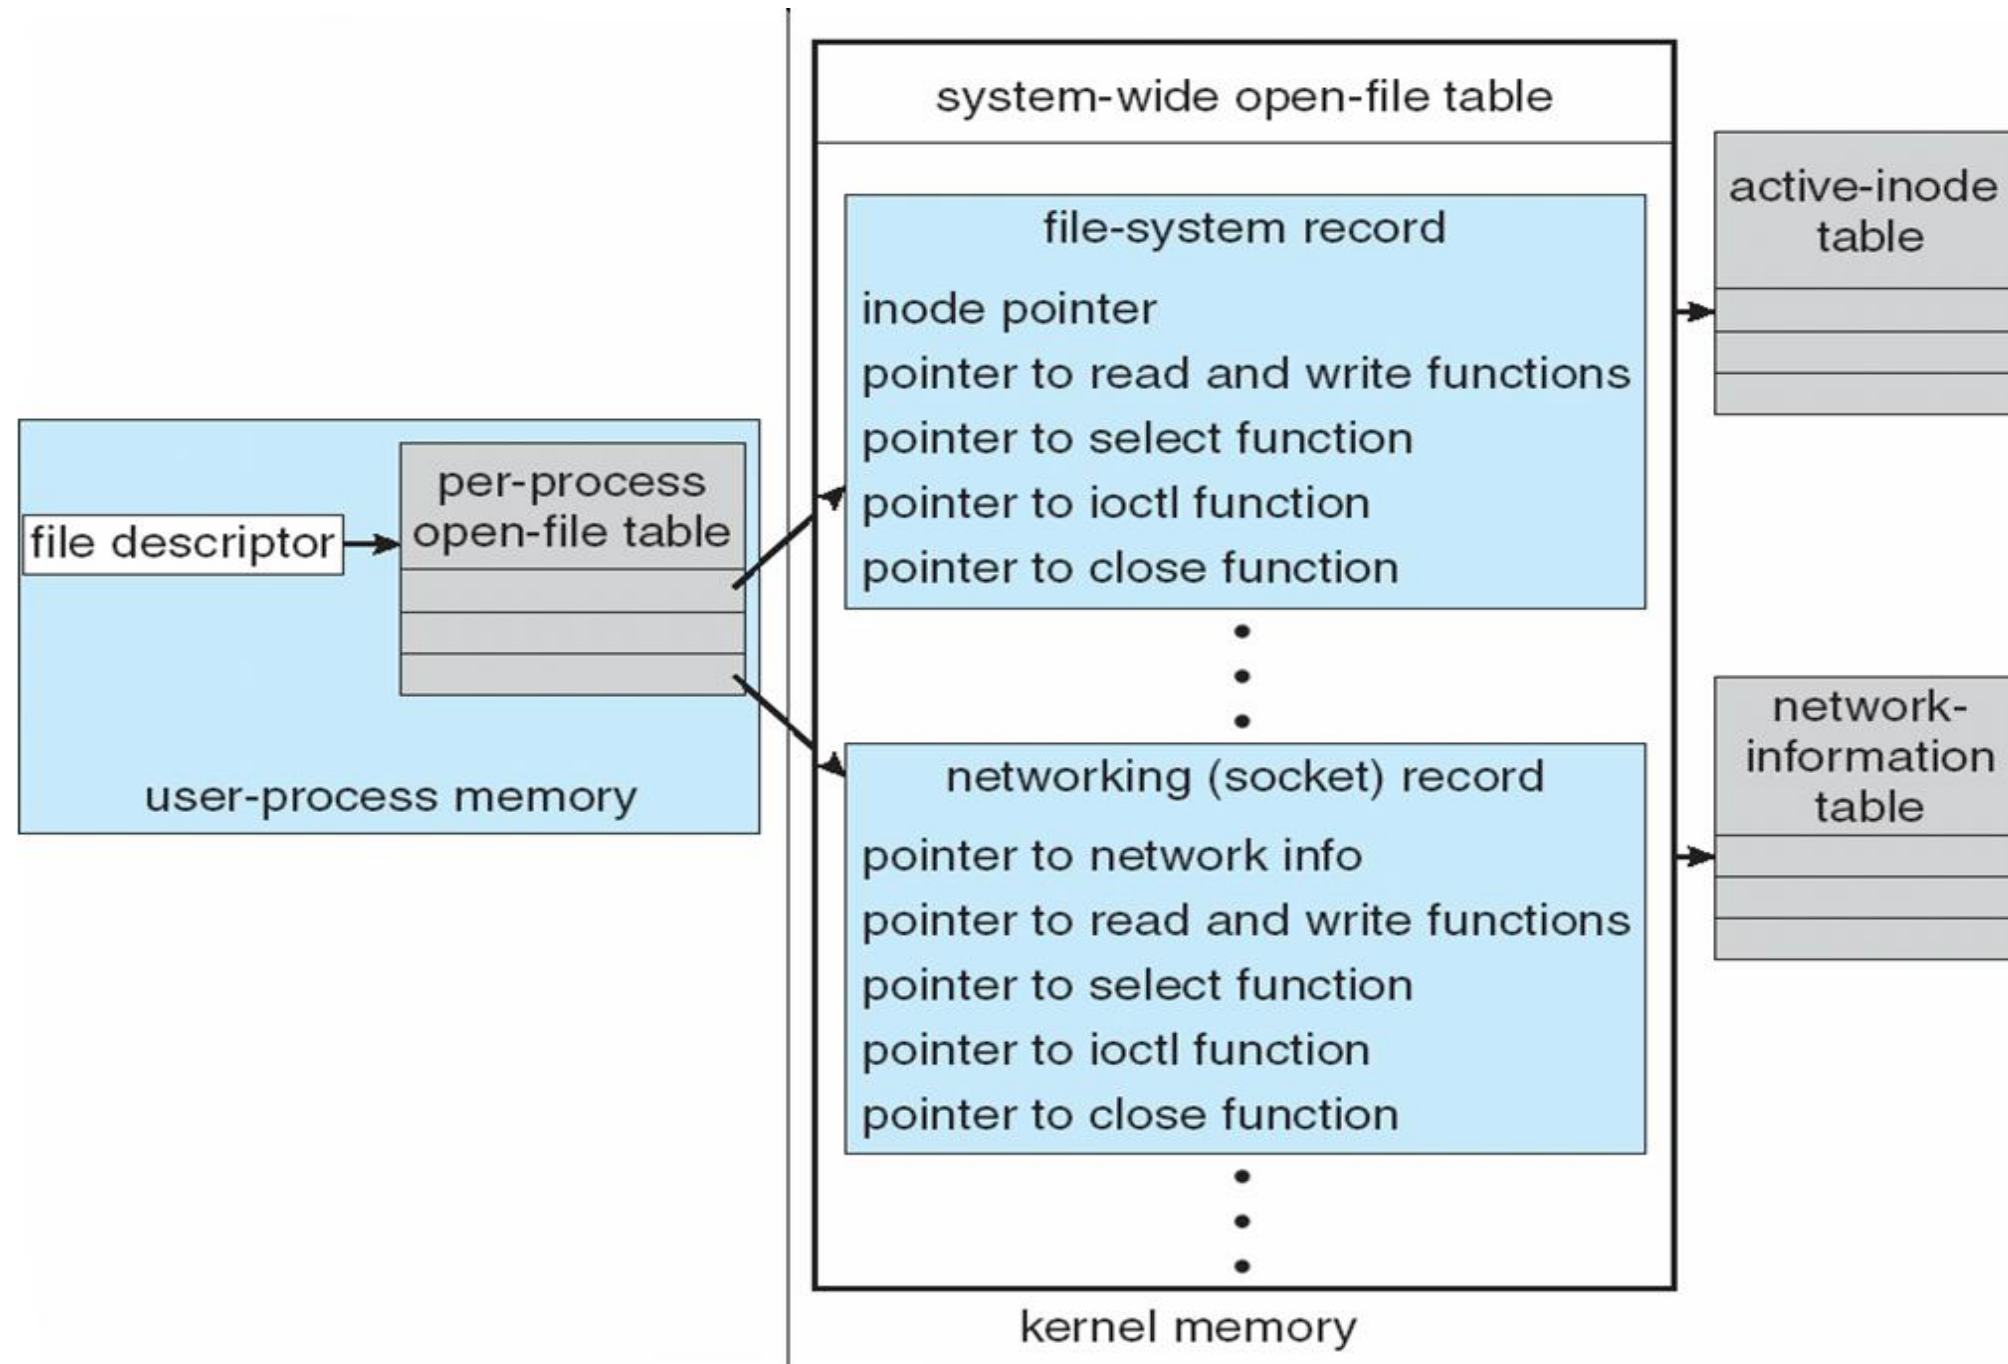 file descriptor
per-process
open-file table
user-process memory
system-wide open-file table
file-system record
inode pointer
pointer to read and write functions
pointer to select function
pointer to ioctl function
pointer to close function
networking (socket) record
pointer to network info
pointer to read and write functions
pointer to select function
pointer to ioctl function
pointer to close function
kernel memory
active-inode
table
network-
information
table